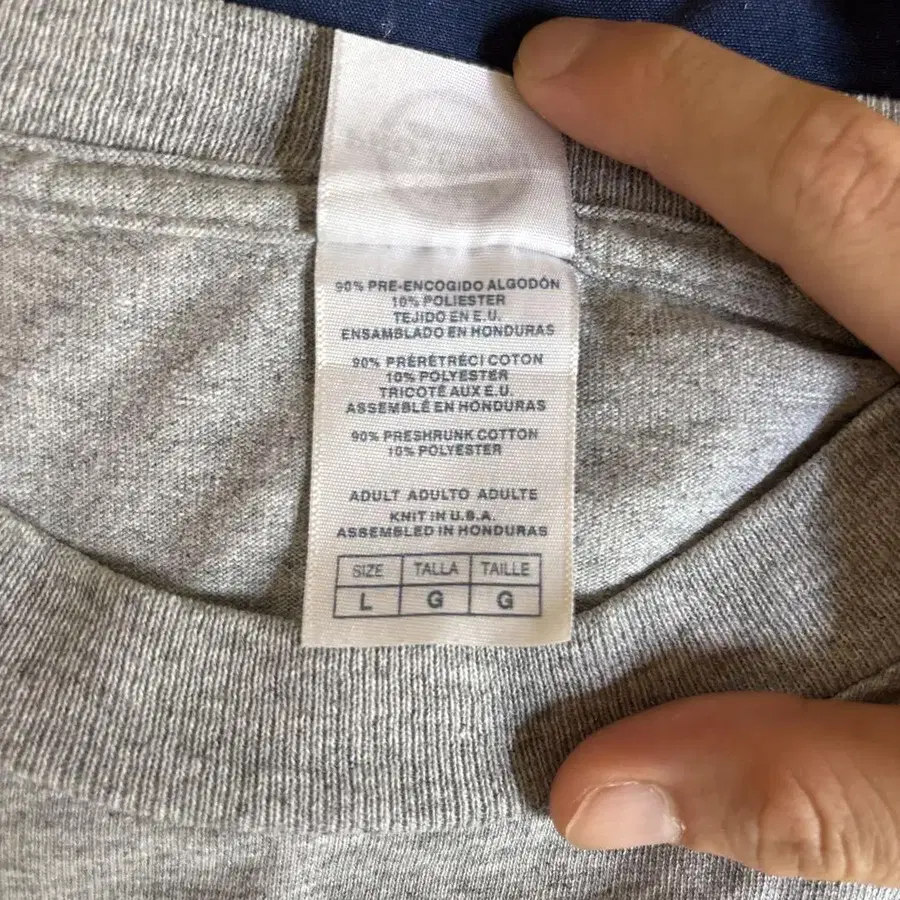 90% PRE-ENCOGIDO ALGODÓN
10% POLIESTER
TEJIDO EN E.U.
ENSAMBLADO EN HONDURAS
90% PRÉRÉTRÉCI COTON
10% POLYESTER
TRICOTÉ AUX E.U.
ASSEMBLÉ EN HONDURAS
90% PRESHRUNK COTTON
10% POLYESTER
ADULT ADULTO ADULTE
KNIT IN U.S.A.
ASSEMBLED IN HONDURAS
SIZE TALLA TAILLE
L G G